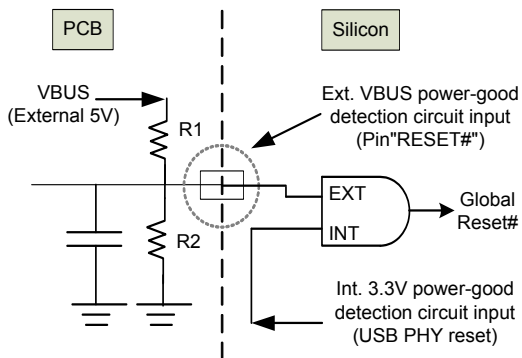 PCB
Silicon
VBUS
(External 5V)
R1
R2
Ext. VBUS power-good
detection circuit input
(Pin"RESET#")
EXT
INT
Global
Reset#
Int. 3.3V power-good
detection circuit input
(USB PHY reset)